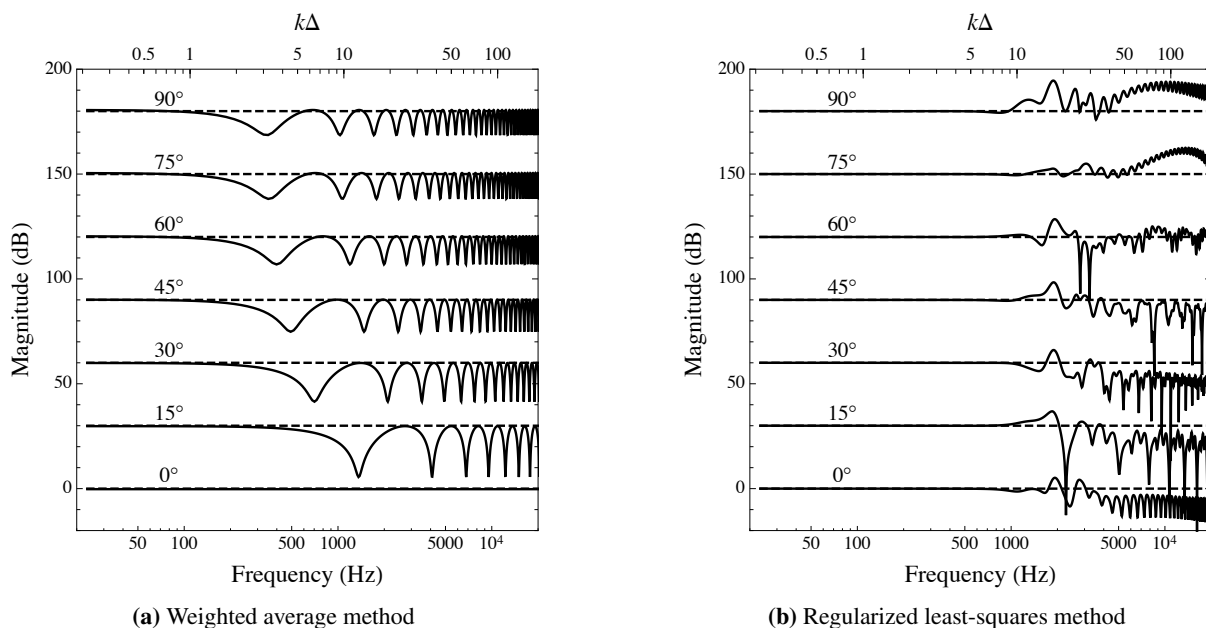 kΔ
0.5 1 5 10 50 100
200
150
100
50
0
Magnitude (dB)
90°
75°
60°
45°
30°
15°
0°
50 100 500 1000 5000 10⁴
Frequency (Hz)
(a) Weighted average method
kΔ
0.5 1 5 10 50 100
200
150
100
50
0
Magnitude (dB)
90°
75°
60°
45°
30°
15°
0°
50 100 500 1000 5000 10⁴
Frequency (Hz)
(b) Regularized least-squares method